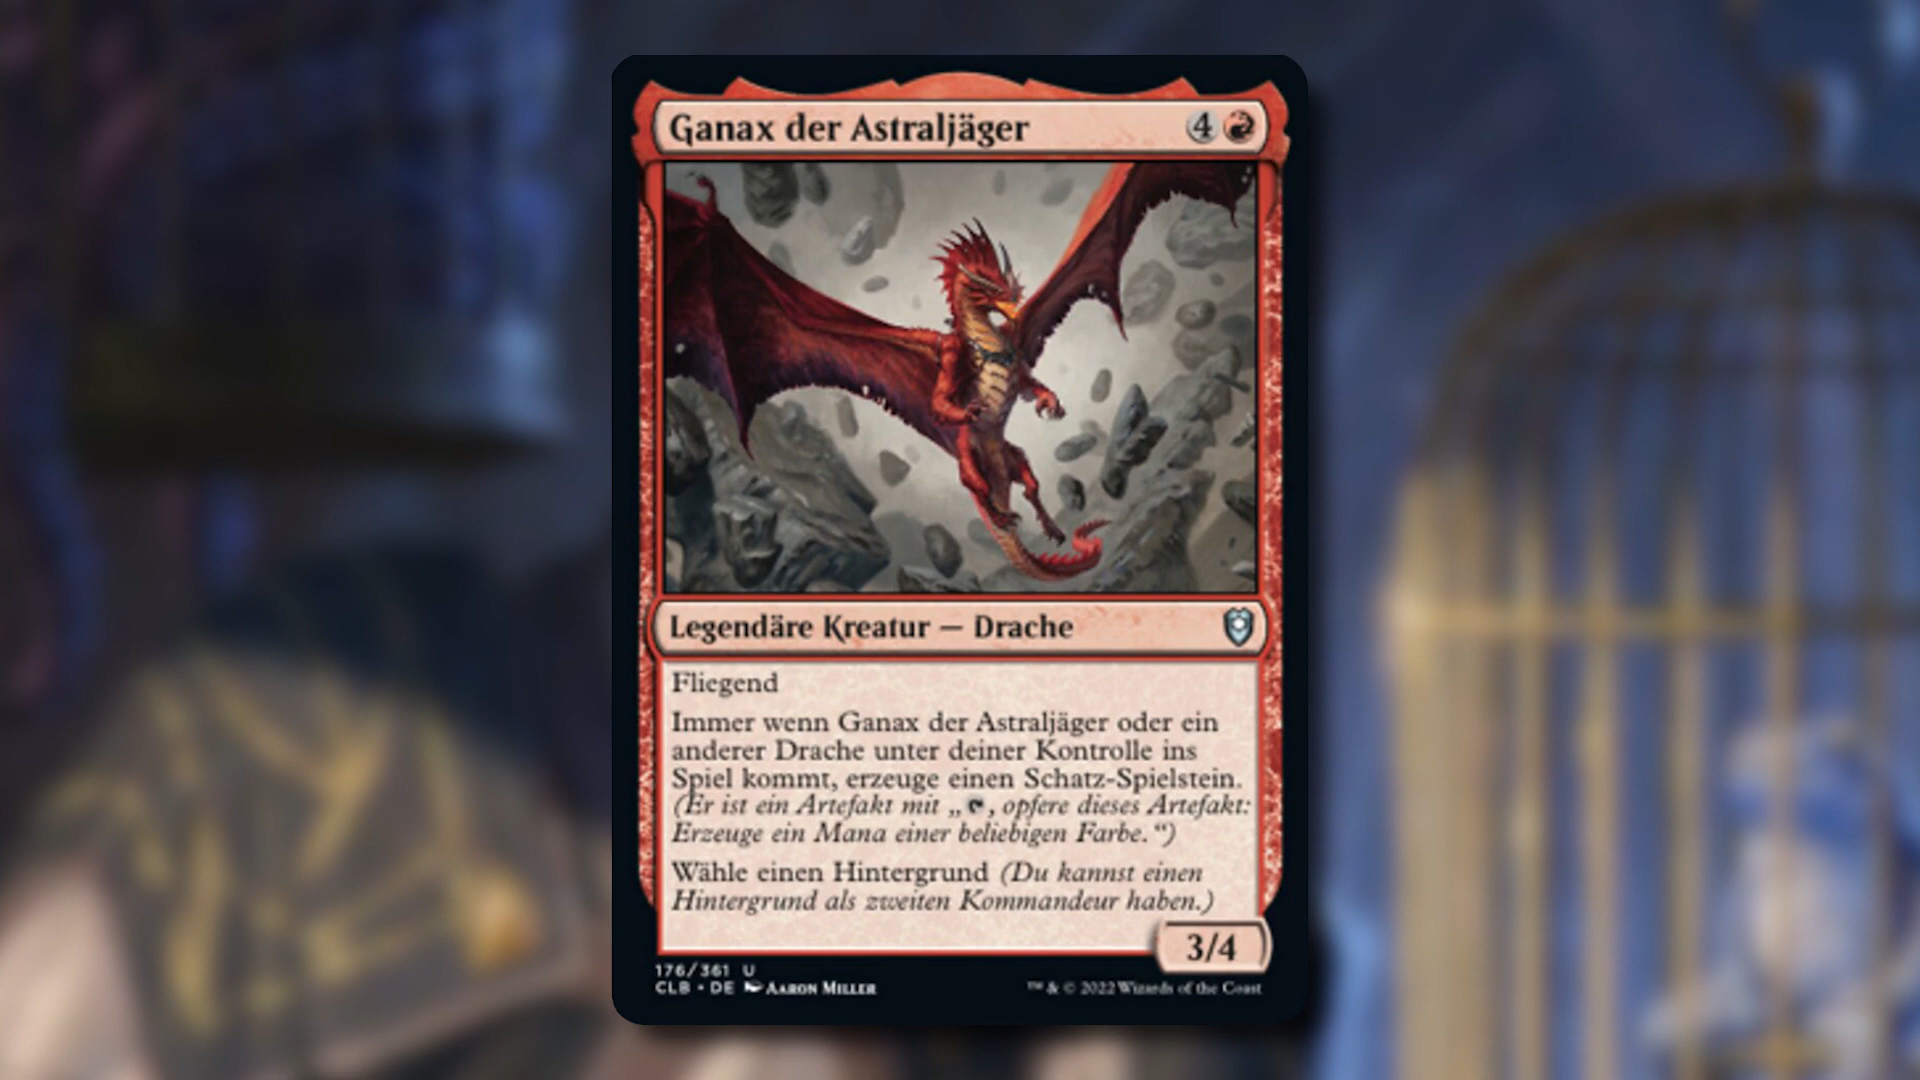 Ganax der Astraljäger 4
Legendäre Kreatur — Drache
Fliegend
Immer wenn Ganax der Astraljäger oder ein
anderer Drache unter deiner Kontrolle ins
Spiel kommt, erzeuge einen Schatz-Spielstein.
(Er ist ein Artefakt mit „, opfere dieses Artefakt:
Erzeuge ein Mana einer beliebigen Farbe.“)
Wähle einen Hintergrund (Du kannst einen
Hintergrund als zweiten Kommandeur haben.)
3/4
176/361 U
CLB • DE Aaron Miller
™ & © 2022 Wizards of the Coast